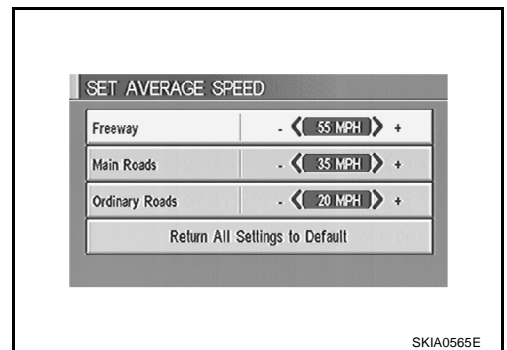 SET AVERAGE SPEED
Freeway - 55 MPH +
Main Roads - 35 MPH +
Ordinary Roads - 20 MPH +
Return All Settings to Default
SKIA0565E